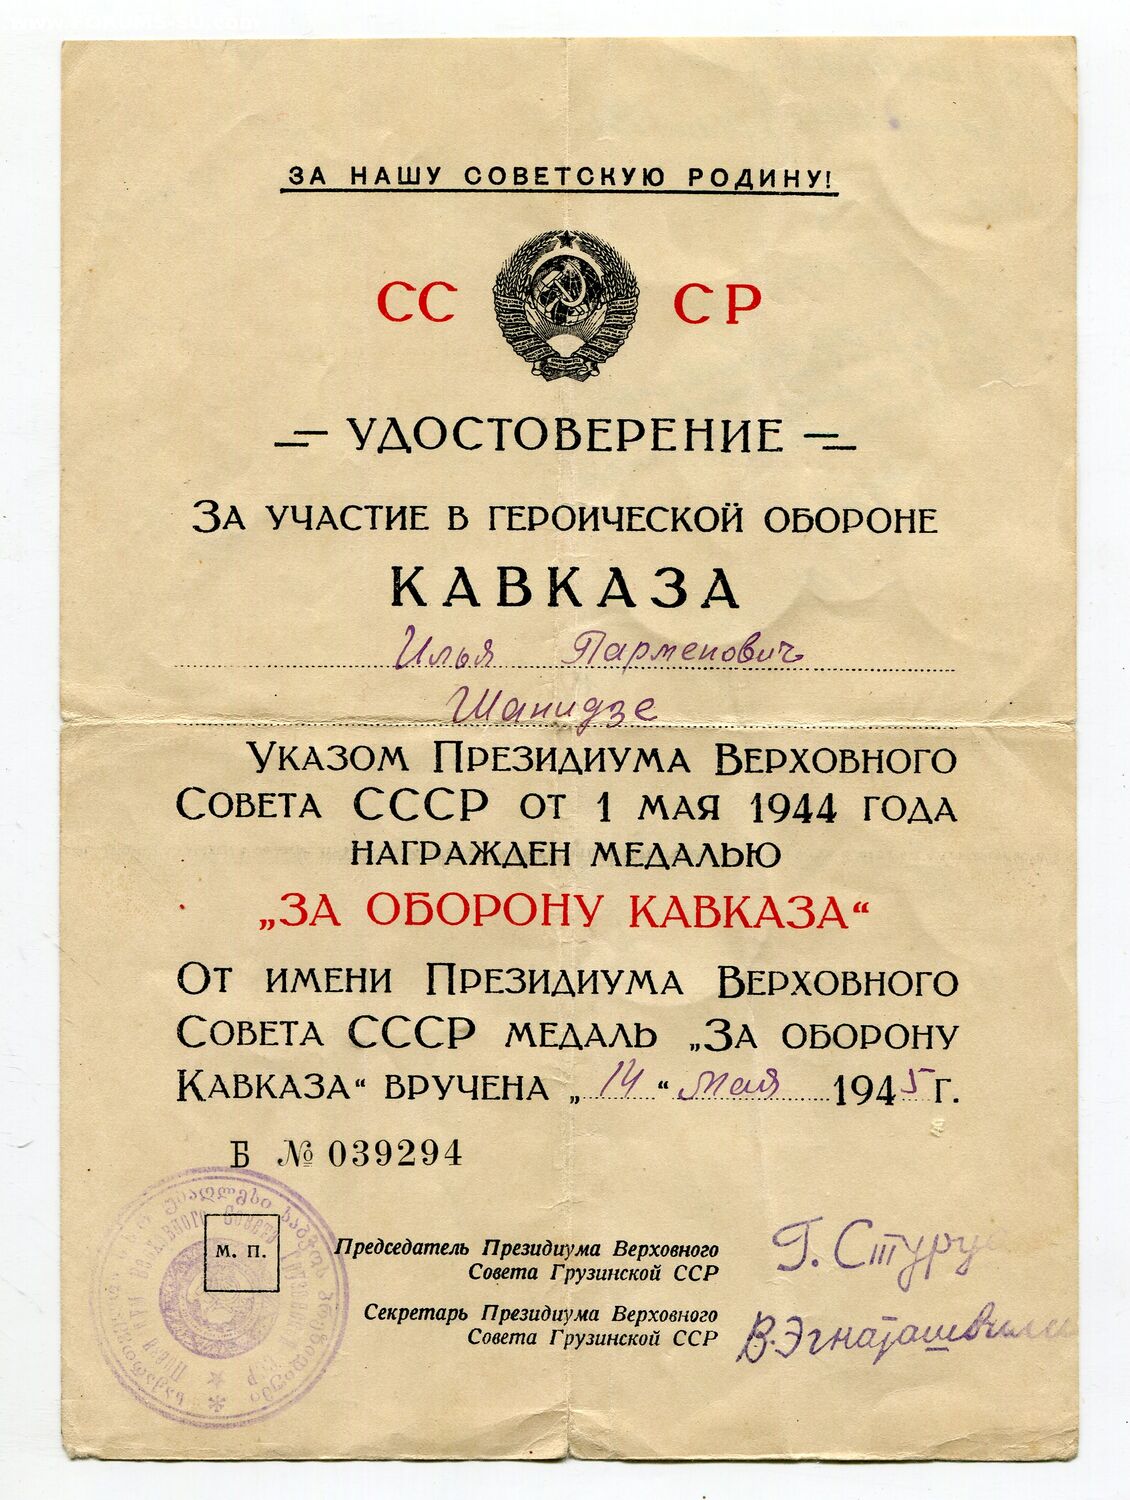 ЗА НАШУ СОВЕТСКУЮ РОДИНУ!
СС СР
УДОСТОВЕРЕНИЕ
ЗА УЧАСТИЕ В ГЕРОИЧЕСКОЙ ОБОРОНЕ
КАВКАЗА
Илья Парменович
Шанидзе
УКАЗОМ ПРЕЗИДИУМА ВЕРХОВНОГО
СОВЕТА СССР ОТ 1 МАЯ 1944 ГОДА
НАГРАЖДЕН МЕДАЛЬЮ
„ЗА ОБОРОНУ КАВКАЗА“
ОТ ИМЕНИ ПРЕЗИДИУМА ВЕРХОВНОГО
СОВЕТА СССР МЕДАЛЬ „ЗА ОБОРОНУ
КАВКАЗА“ ВРУЧЕНА „14“ мая 1945 Г.
Б № 039294
М. П.
Председатель Президиума Верховного
Совета Грузинской ССР
Г. Стуруа
Секретарь Президиума Верховного
Совета Грузинской ССР
В. Эгнаташвили